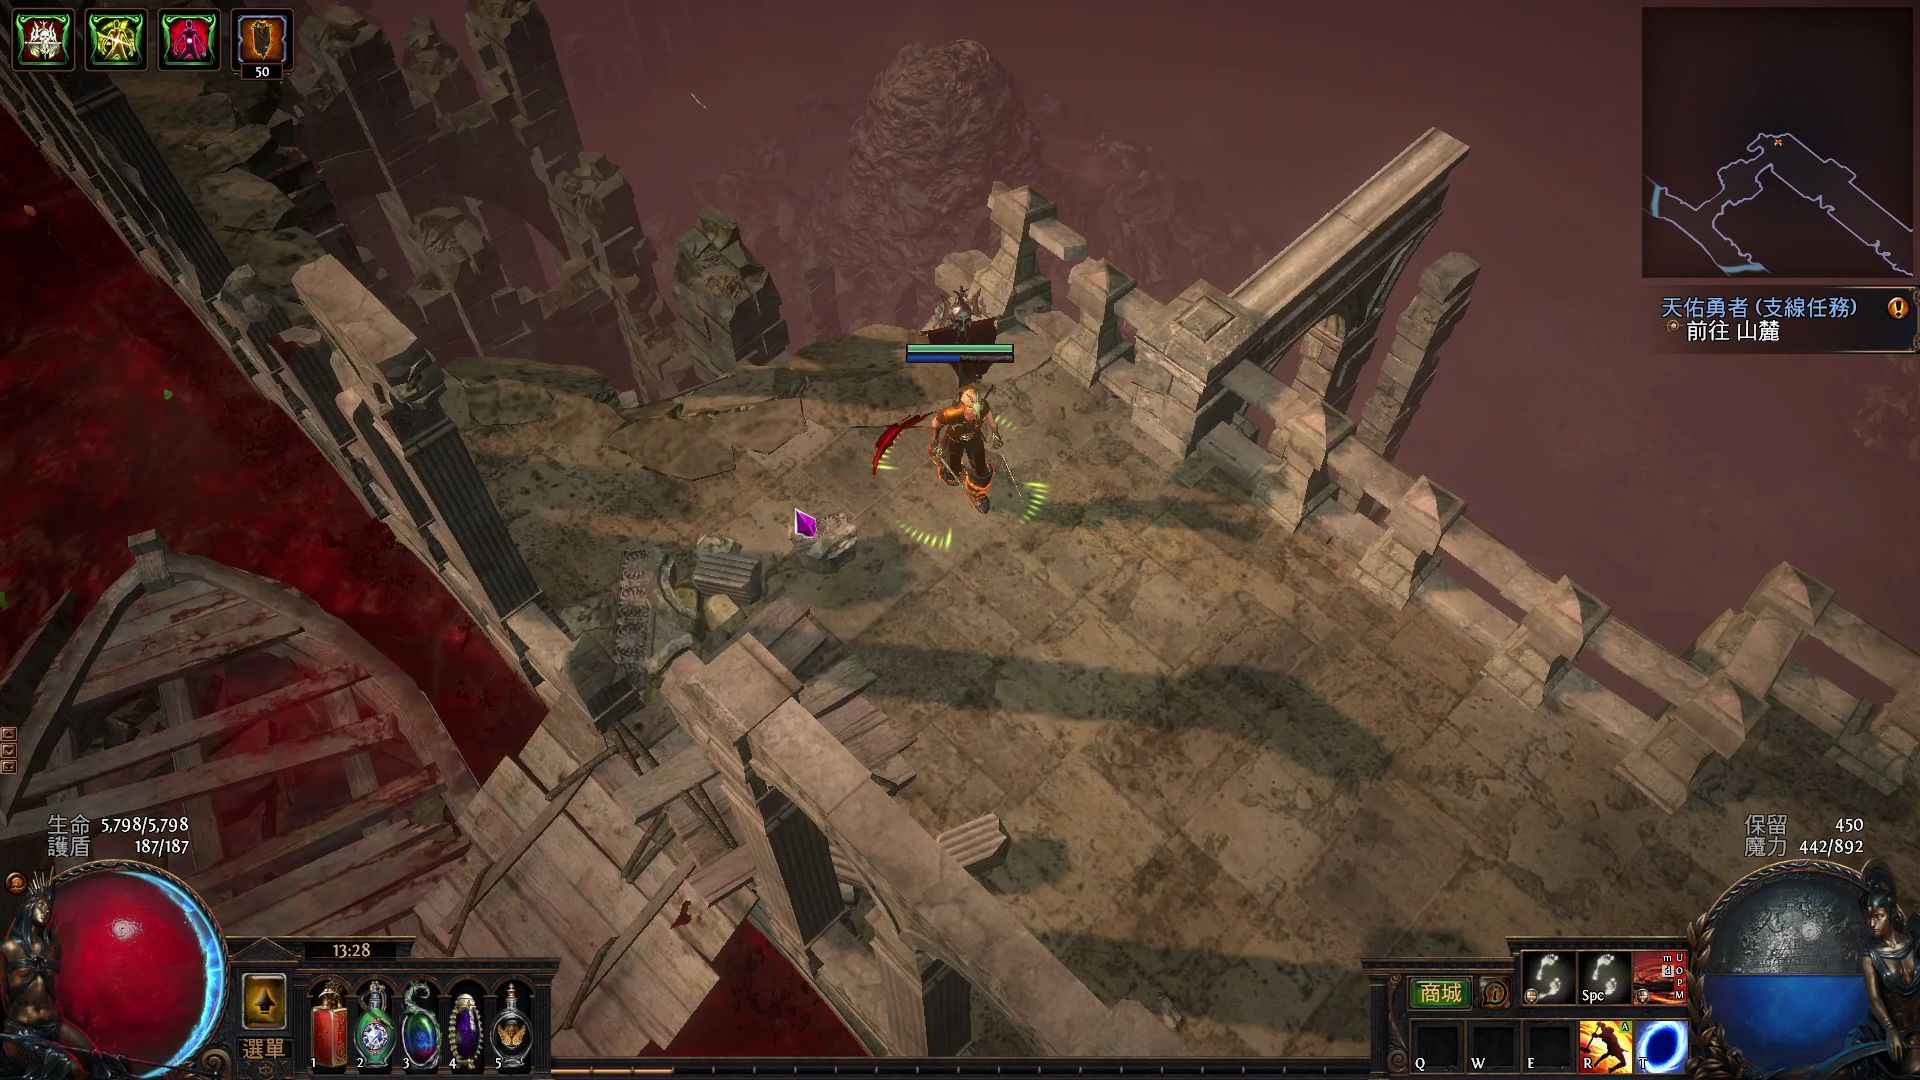 50
天佑勇者 (支線任務)
前往 山麓
生命 5,798/5,798
護盾 187/187
保留 450
魔力 442/892
13:28
選單
1
2
3
4
5
商城
Spc
Q
W
E
R
A
T